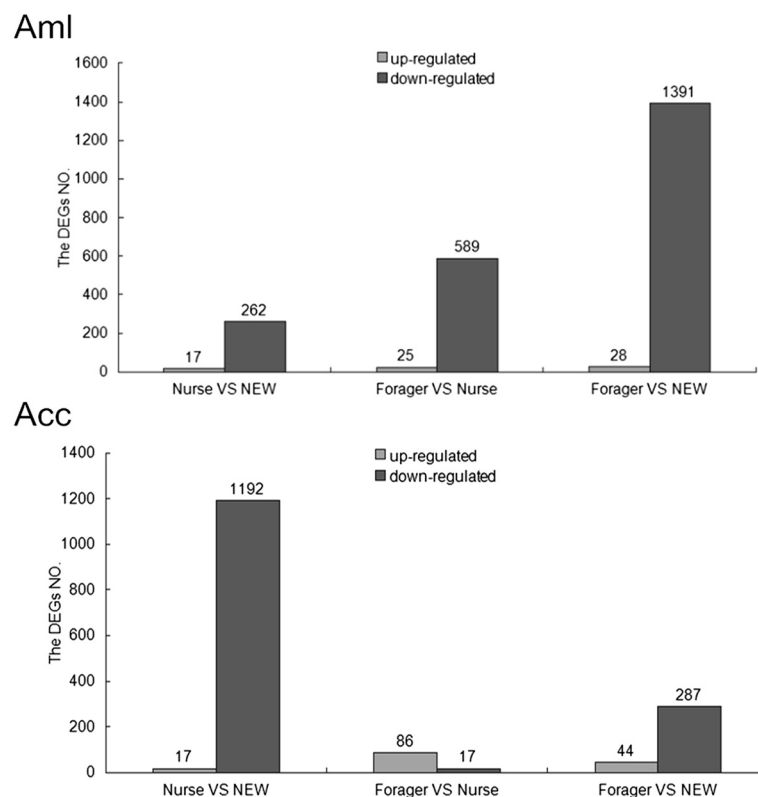 Aml
up-regulated
down-regulated
The DEGs NO.
1600
1400
1200
1000
800
600
400
200
0
17
262
25
589
28
1391
Nurse VS NEW
Forager VS Nurse
Forager VS NEW
Acc
up-regulated
down-regulated
The DEGs NO.
1400
1200
1000
800
600
400
200
0
17
1192
86
17
44
287
Nurse VS NEW
Forager VS Nurse
Forager VS NEW